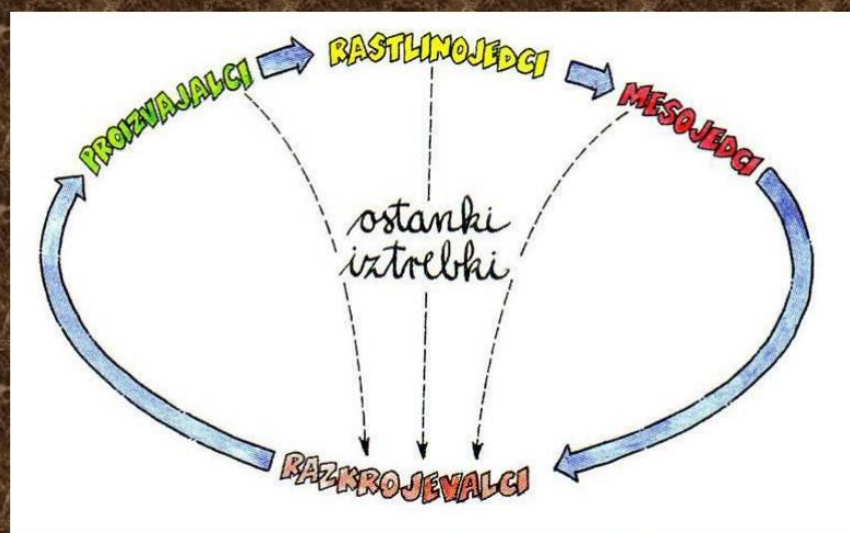 PROIZVAJALCI
RASTLINOJEDCI
MESOJEDCI
ostanki
iztrebki
RAZKROJEVALCI